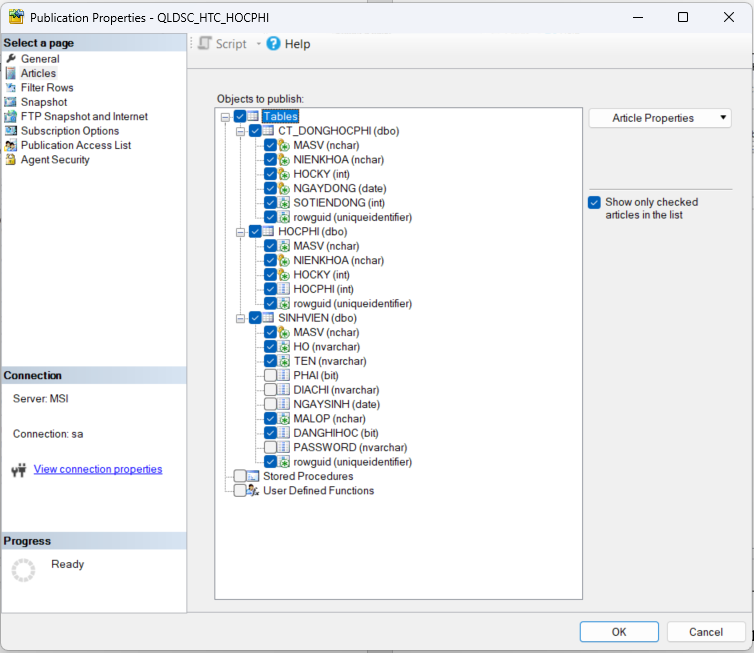 Publication Properties - QLDSC_HTC_HOCPHI
Select a page
General
Articles
Filter Rows
Snapshot
FTP Snapshot and Internet
Subscription Options
Publication Access List
Agent Security
Script
Help
Objects to publish:
Tables
CT_DONGHOCPHI (dbo)
MASV (nchar)
NIENKHOA (nchar)
HOCKY (int)
NGAYDONG (date)
SOTIENDONG (int)
rowguid (uniqueidentifier)
HOCPHI (dbo)
MASV (nchar)
NIENKHOA (nchar)
HOCKY (int)
HOCPHI (int)
rowguid (uniqueidentifier)
SINHVIEN (dbo)
MASV (nchar)
HO (nvarchar)
TEN (nvarchar)
PHAI (bit)
DIACHI (nvarchar)
NGAYSINH (date)
MALOP (nchar)
DANGHIHOC (bit)
PASSWORD (nvarchar)
rowguid (uniqueidentifier)
Stored Procedures
User Defined Functions
Article Properties
Show only checked
articles in the list
Connection
Server: MSI
Connection: sa
View connection properties
Progress
Ready
OK
Cancel